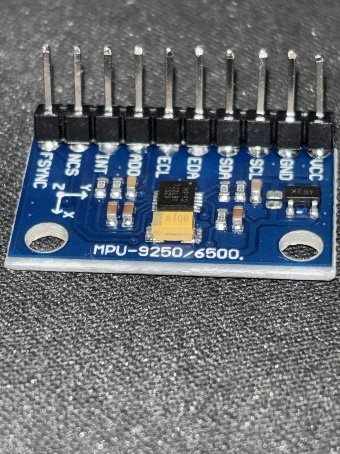 FSYNC NCS INT ADO ECL EDA SDA SCL GND VCC
Z Y X
A106
MPU-9250/6500.